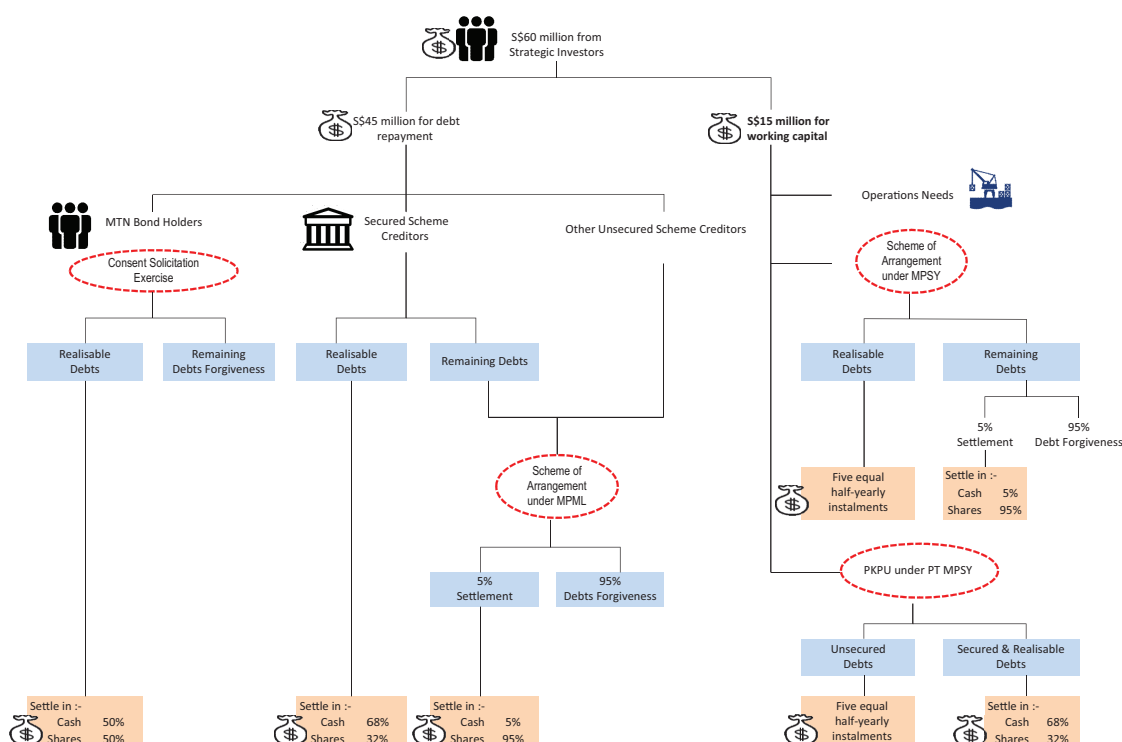 S$60 million from
Strategic Investors
S$45 million for debt
repayment
S$15 million for
working capital
MTN Bond Holders
Consent Solicitation
Exercise
Secured Scheme
Creditors
Other Unsecured Scheme Creditors
Operations Needs
Scheme of
Arrangement
under MPSY
Realisable
Debts
Remaining
Debts Forgiveness
Realisable
Debts
Remaining Debts
Realisable
Debts
Remaining
Debts
5%
Settlement
95%
Debt Forgiveness
Scheme of
Arrangement
under MPML
Five equal
half-yearly
instalments
Settle in :-
Cash 5%
Shares 95%
5%
Settlement
95%
Debts Forgiveness
PKPU under PT MPSY
Unsecured
Debts
Secured & Realisable
Debts
Settle in :-
Cash 50%
Shares 50%
Settle in :-
Cash 68%
Shares 32%
Settle in :-
Cash 5%
Shares 95%
Five equal
half-yearly
instalments
Settle in :-
Cash 68%
Shares 32%